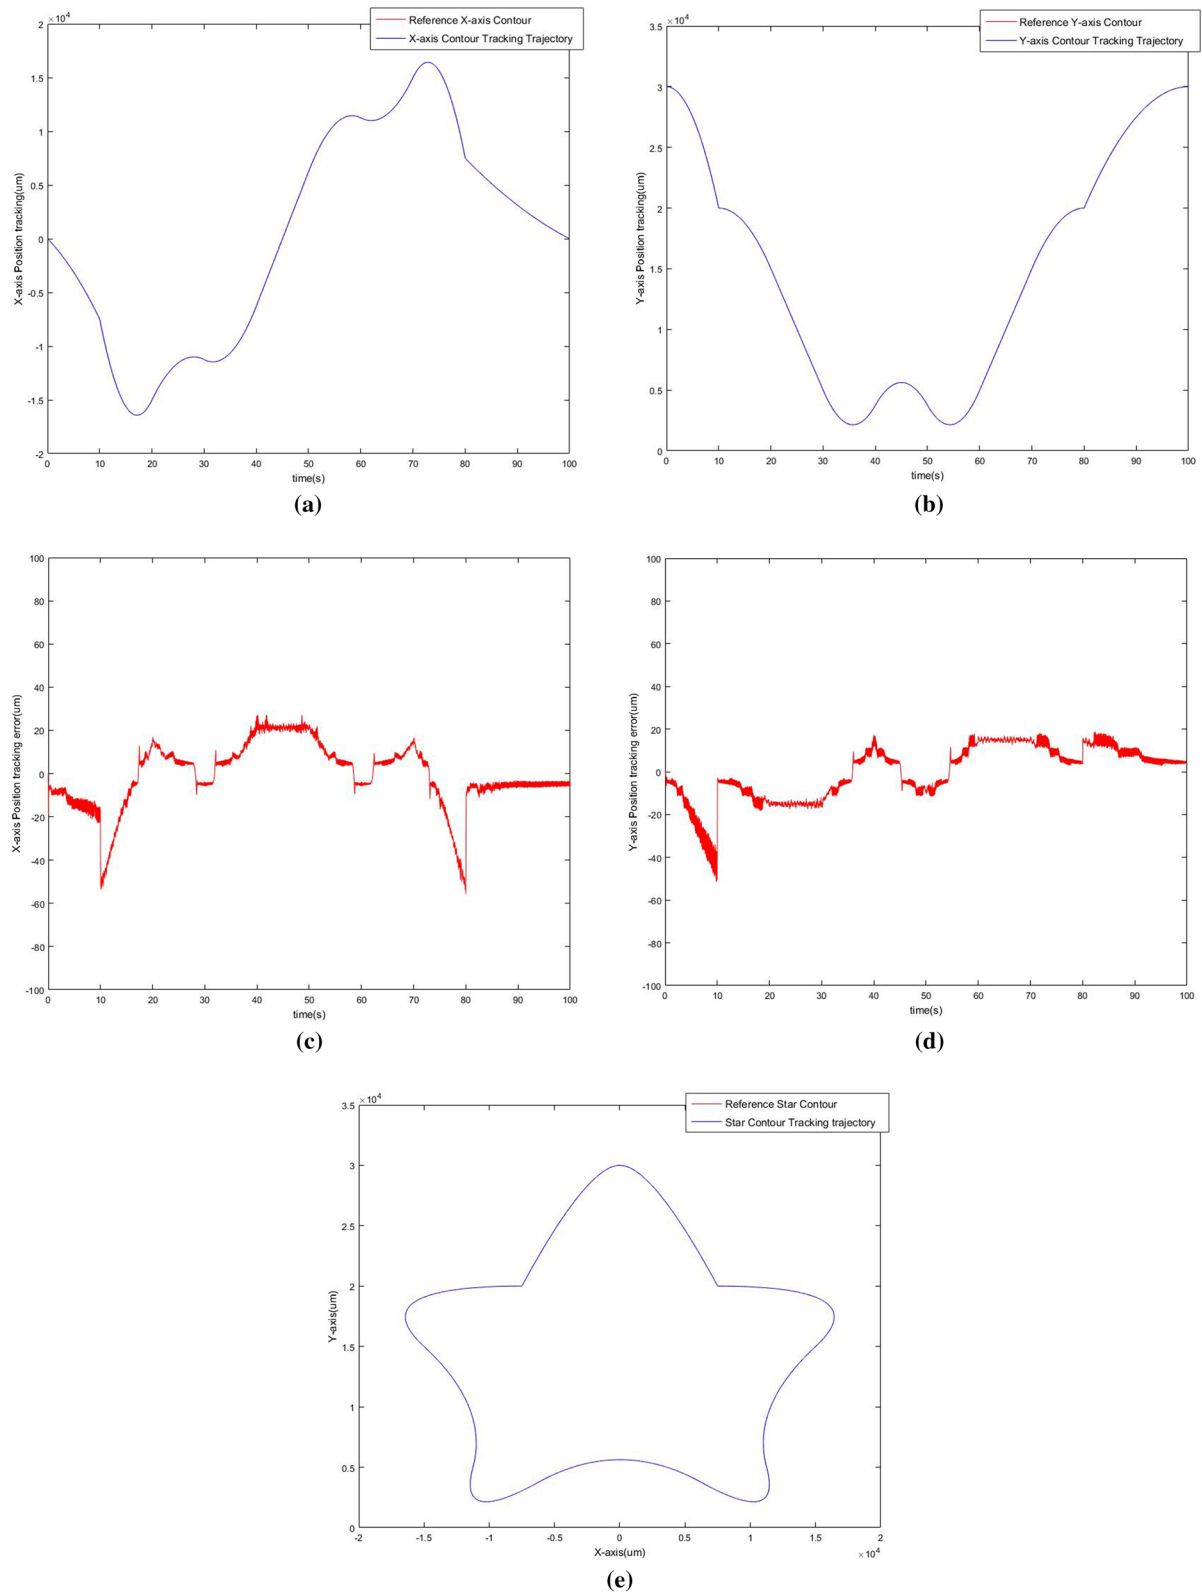 ×10^4
Reference X-axis Contour
X-axis Contour Tracking Trajectory
2
1.5
1
0.5
0
-0.5
-1
-1.5
-2
X-axis Position tracking(um)
0 10 20 30 40 50 60 70 80 90 100
time(s)
(a)
×10^4
Reference Y-axis Contour
Y-axis Contour Tracking Trajectory
3.5
3
2.5
2
1.5
1
0.5
0
Y-axis Position tracking(um)
0 10 20 30 40 50 60 70 80 90 100
time(s)
(b)
100
80
60
40
20
0
-20
-40
-60
-80
-100
X-axis Position tracking error(um)
0 10 20 30 40 50 60 70 80 90 100
time(s)
(c)
100
80
60
40
20
0
-20
-40
-60
-80
-100
Y-axis Position tracking error(um)
0 10 20 30 40 50 60 70 80 90 100
time(s)
(d)
×10^4
Reference Star Contour
Star Contour Tracking trajectory
3.5
3
2.5
2
1.5
1
0.5
0
Y-axis(um)
-2 -1.5 -1 -0.5 0 0.5 1 1.5 2
X-axis(um)
×10^4
(e)